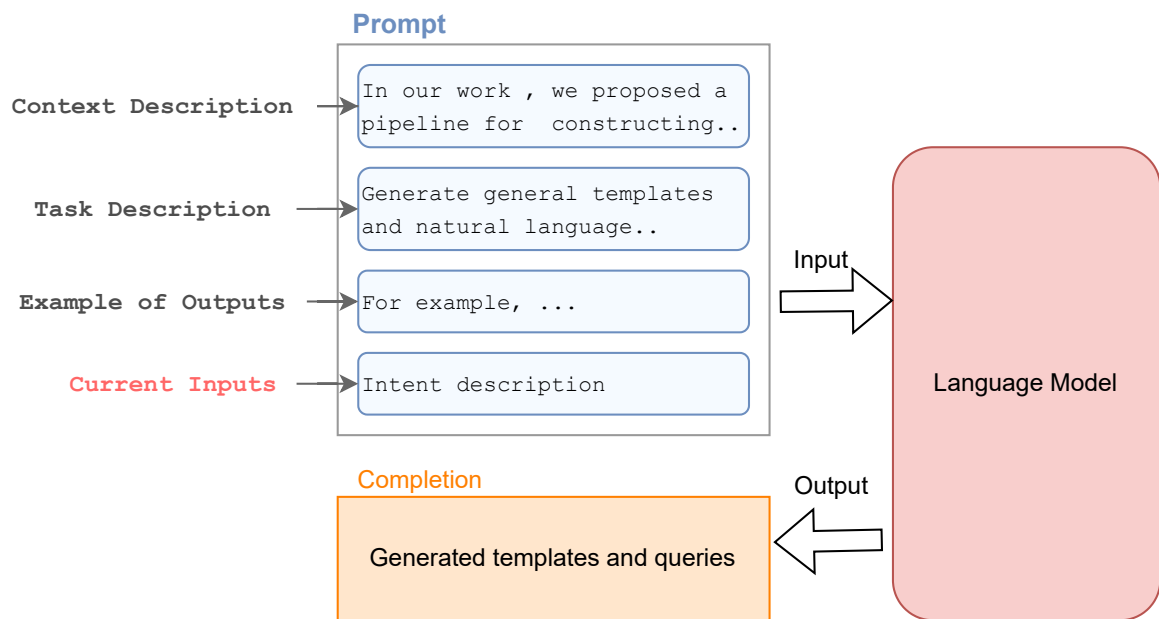 Prompt
Context Description
In our work , we proposed a
pipeline for constructing..
Task Description
Generate general templates
and natural language..
Example of Outputs
For example, ...
Current Inputs
Intent description
Input
Language Model
Output
Completion
Generated templates and queries